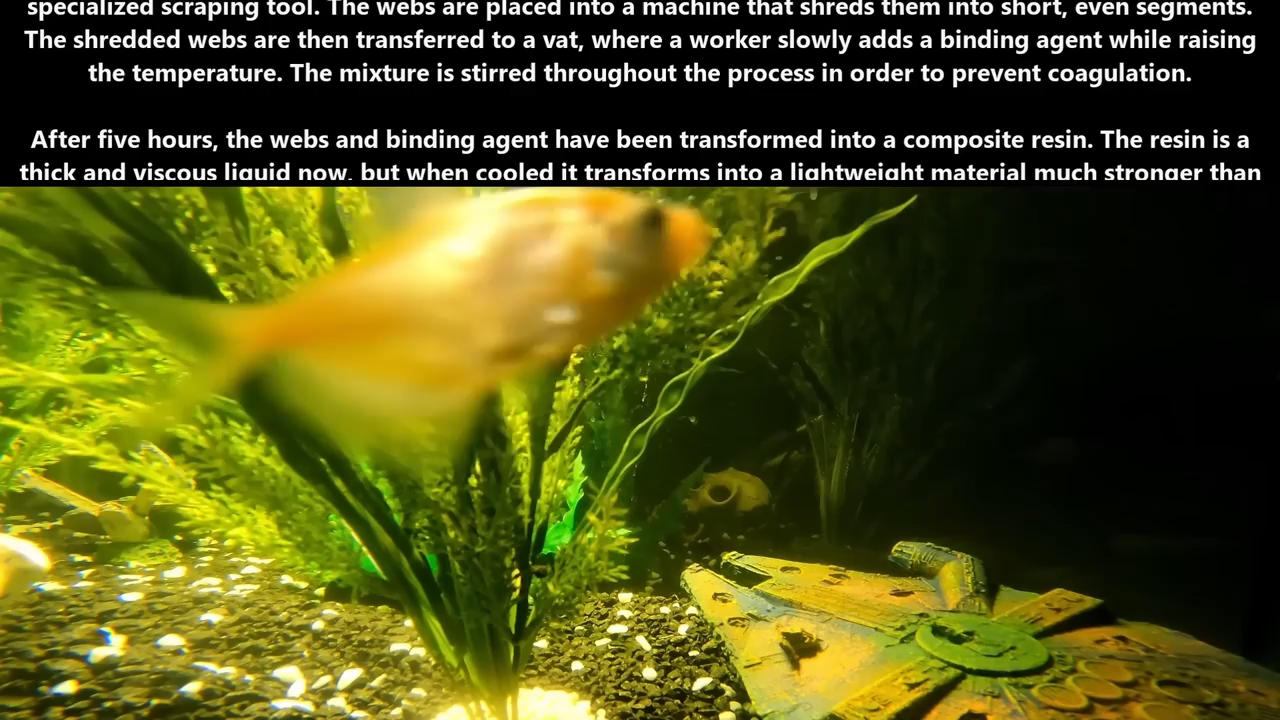 specialized scraping tool. The webs are placed into a machine that shreds them into short, even segments.
The shredded webs are then transferred to a vat, where a worker slowly adds a binding agent while raising
the temperature. The mixture is stirred throughout the process in order to prevent coagulation.
After five hours, the webs and binding agent have been transformed into a composite resin. The resin is a
thick and viscous liquid now, but when cooled it transforms into a lightweight material much stronger than